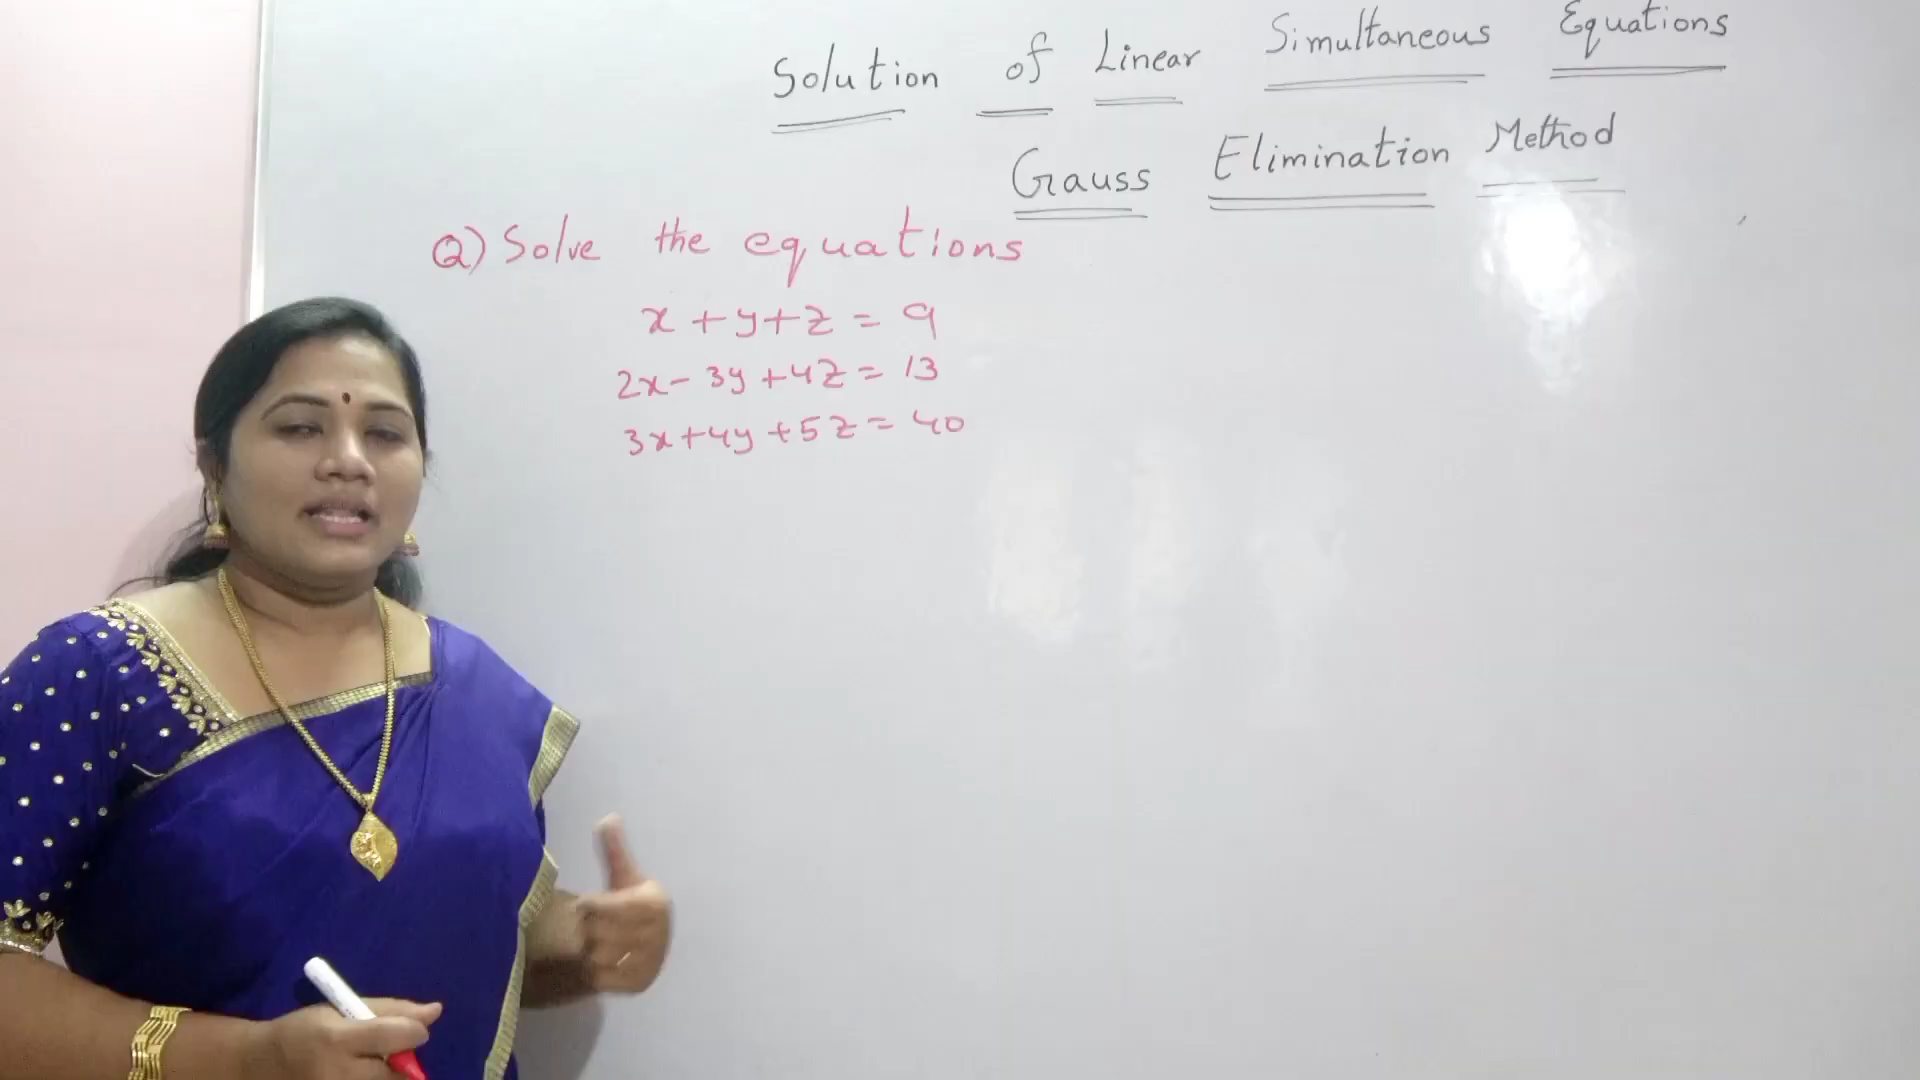 Solution of Linear Simultaneous Equations
Gauss Elimination Method
Q) Solve the equations
x + y + z = 9
2x - 3y + 4z = 13
3x + 4y + 5z = 40